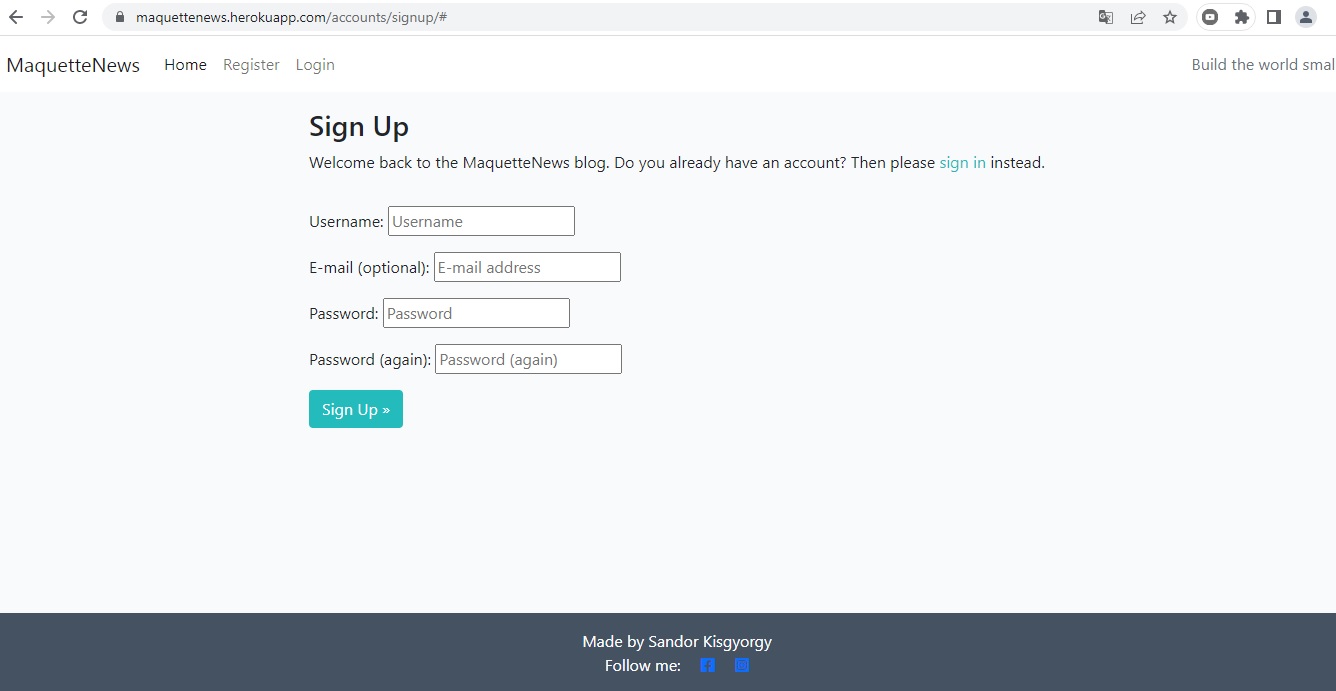 maquettenews.herokuapp.com/accounts/signup/#
MaquetteNews Home Register Login Build the world smal
Sign Up
Welcome back to the MaquetteNews blog. Do you already have an account? Then please sign in instead.
Username: Username
E-mail (optional): E-mail address
Password: Password
Password (again): Password (again)
Sign Up »
Made by Sandor Kisgyorgy
Follow me: